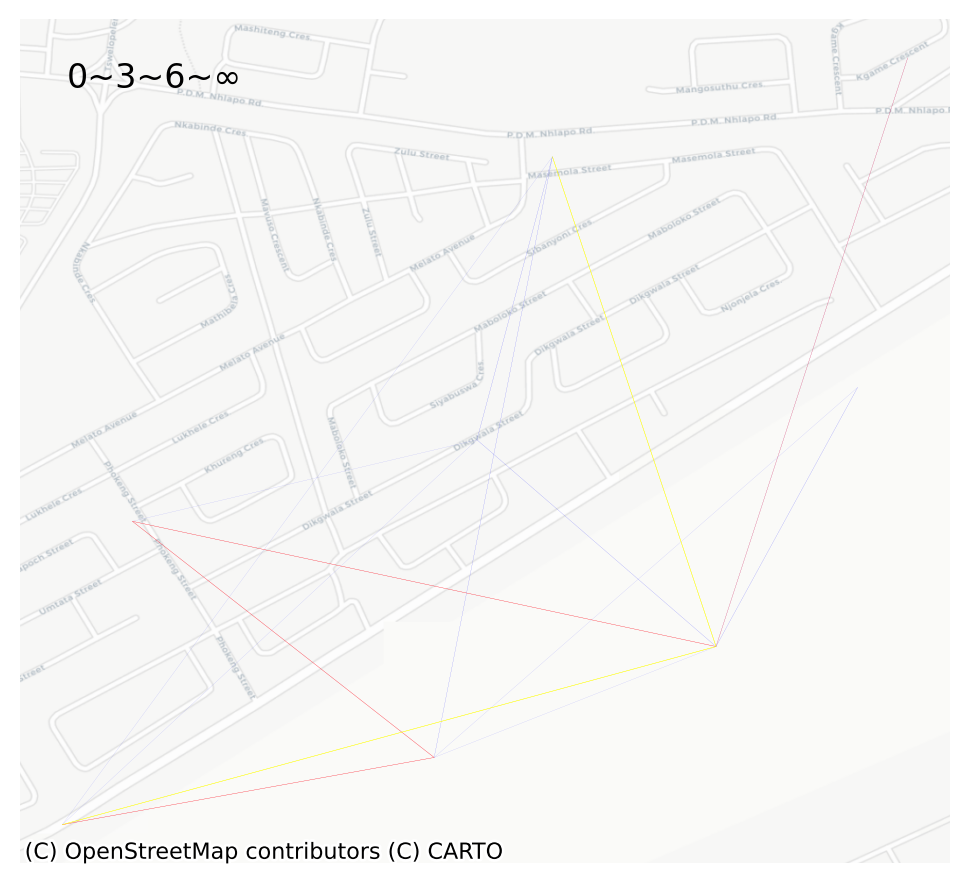 Mashiteng Cres
Tswelopele
Game Crescent
Kgame Crescent
0~3~6~∞
P.D.M. Nhlapo Rd
Mangosuthu Cres
P.D.M. Nhlapo Rd
P.D.M. Nhlapo Rd
P.D.M. Nhlapo Rd
Nkabinde Cres
Zulu Street
Masemola Street
Masemola Street
Mavuso Crescent
Nkabinde Cres
Zulu Street
Maboloko Street
Sibanyoni Cres
Melato Avenue
Nkabinde Cres
Mathibela Cres
Dikgwala Street
Njonjela Cres
Maboloko Street
Dikgwala Street
Melato Avenue
Siyabuswa Cres
Melato Avenue
Lukhele Cres
Dikgwala Street
Maboloko Street
Khureng Cres
Phokeng Street
Lukhele Cres
Dikgwala Street
poch Street
Phokeng Street
Umtata Street
Phokeng Street
Street
(C) OpenStreetMap contributors (C) CARTO